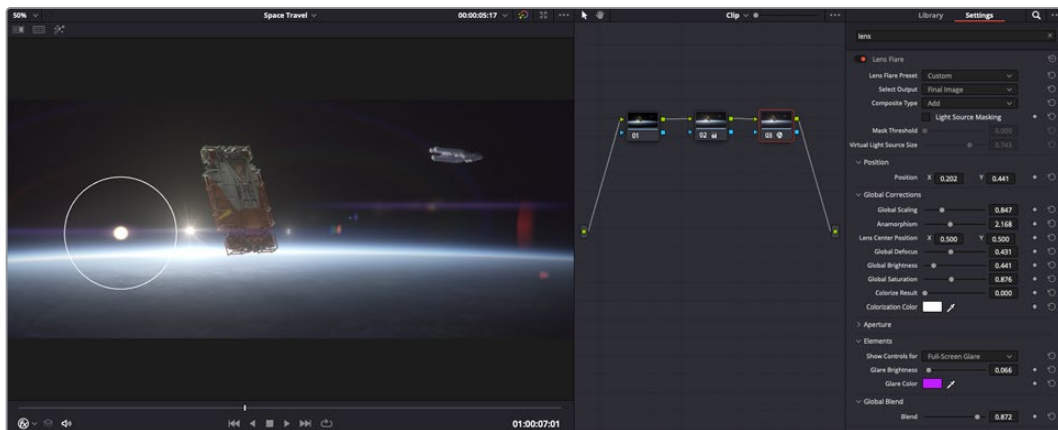 50%
Space Travel
00:00:05:17
Clip
Library
Settings
lens
Lens Flare
Lens Flare Preset Custom
Select Output Final Image
Composite Type Add
Light Source Masking
Mask Threshold 0.000
Virtual Light Source Size 0.743
Position
Position X 0.202 Y 0.441
Global Corrections
Global Scaling 0.847
Anamorphism 2.168
Lens Center Position X 0.500 Y 0.500
Global Defocus 0.431
Global Brightness 0.441
Global Saturation 0.876
Colorize Result 0.000
Colorization Color
Aperture
Elements
Show Controls for Full-Screen Glare
Glare Brightness 0.066
Glare Color
Global Blend
Blend 0.872
01
02
03
fx
01:00:07:01